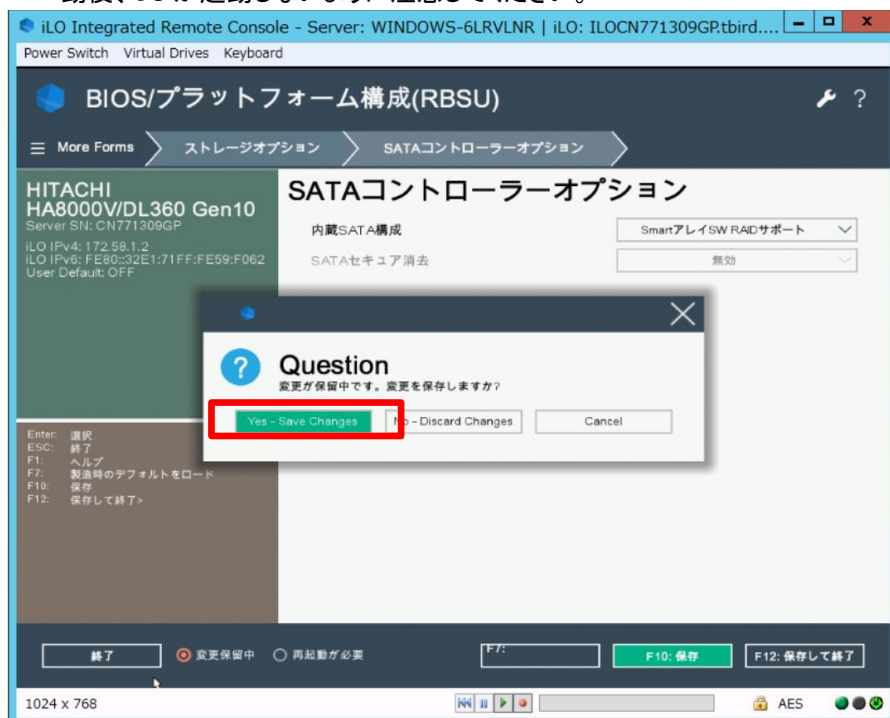 iLO Integrated Remote Console - Server: WINDOWS-6LRVLNR | iLO: ILOCN771309GP.tbird....
Power Switch Virtual Drives Keyboard
BIOS/プラットフォーム構成(RBSU)
?
More Forms ストレージオプション SATAコントローラーオプション
HITACHI
HA8000V/DL360 Gen10
Server SN: CN771309GP
iLO IPv4: 172.58.1.2
iLO IPv6: FE80::32E1:71FF:FE59:F062
User Default: OFF
SATAコントローラーオプション
内蔵SATA構成 SmartアレイSW RAIDサポート
SATAセキュア消去 無効
Question
変更が保留中です。変更を保存しますか?
Yes - Save Changes No - Discard Changes Cancel
Enter: 選択
ESC: 終了
F1: ヘルプ
F7: 製造時のデフォルトをロード
F10: 保存
F12: 保存して終了>
終了 変更保留中 再起動が必要 F7: F10: 保存 F12: 保存して終了
1024 x 768 AES